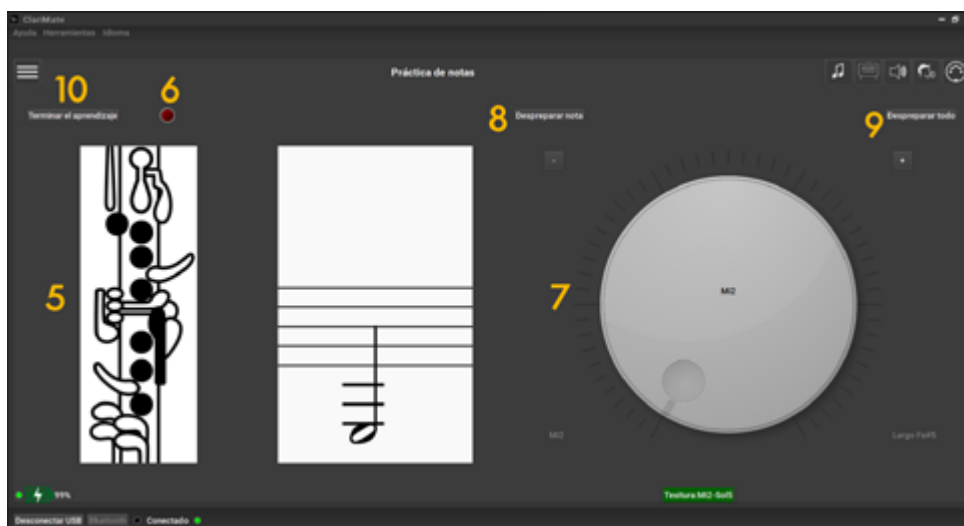 ClariMate
Ayuda Herramientas Idioma
Práctica de notas
10
6
8
9
Terminar el aprendizaje
Despreparar nota
Despreparar todo
-
+
5
7
Mi2
Mi2
Largo Fa#5
99%
Tesitura:Mi2-Sol5
Desconectar USB Bluetooth Conectado